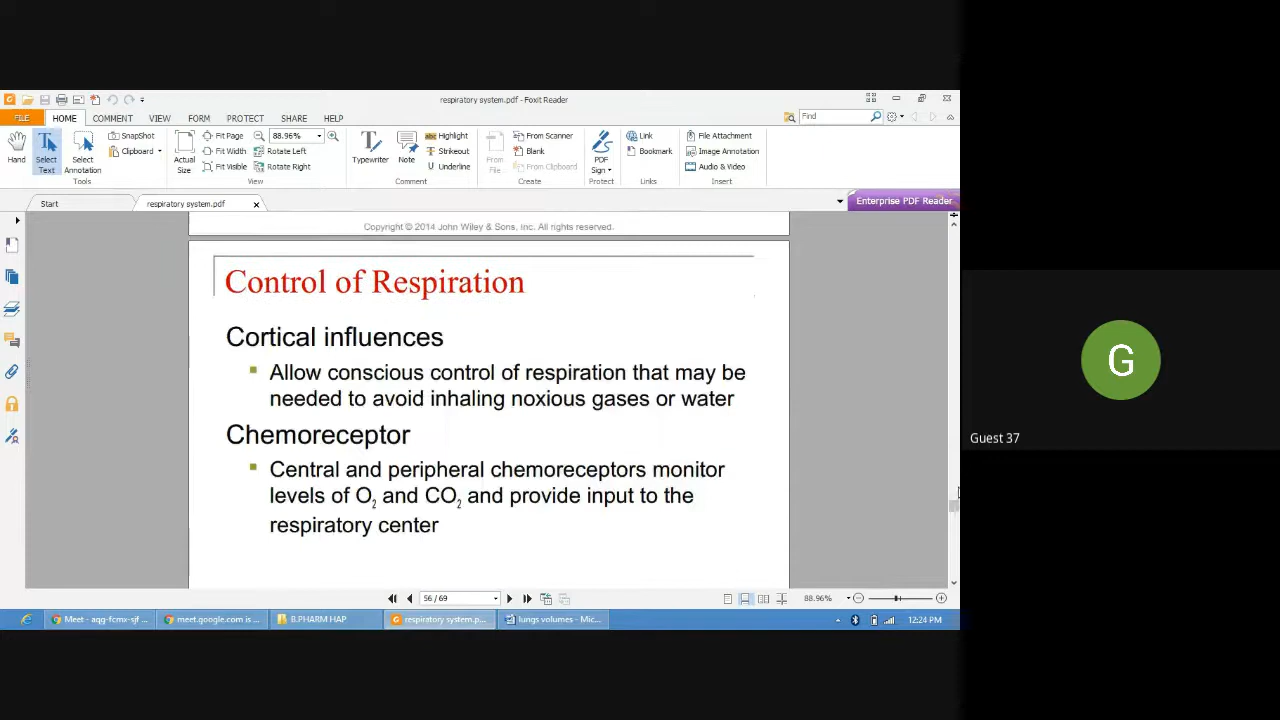 respiratory system.pdf - Foxit Reader
FILE HOME COMMENT VIEW FORM PROTECT SHARE HELP Find
Hand
Select Text
Select Annotation
SnapShot
Clipboard
Tools
Actual Size
Fit Page
Fit Width
Fit Visible
88.96%
Rotate Left
Rotate Right
View
Typewriter
Note
Highlight
Strikeout
Underline
Comment
From File
From Scanner
Blank
From Clipboard
Create
PDF Sign
Protect
Link
Bookmark
Links
File Attachment
Image Annotation
Audio & Video
Insert
Start respiratory system.pdf Enterprise PDF Reader
Copyright © 2014 John Wiley & Sons, Inc. All rights reserved.
Control of Respiration
Cortical influences
Allow conscious control of respiration that may be
needed to avoid inhaling noxious gases or water
Chemoreceptor
Central and peripheral chemoreceptors monitor
levels of O2 and CO2 and provide input to the
respiratory center
G
Guest 37
56 / 69 88.96%
Meet - aqg-fcmx-sjf ... meet.google.com is ... B.PHARM HAP respiratory system.p... lungs volumes - Mic... 12:24 PM